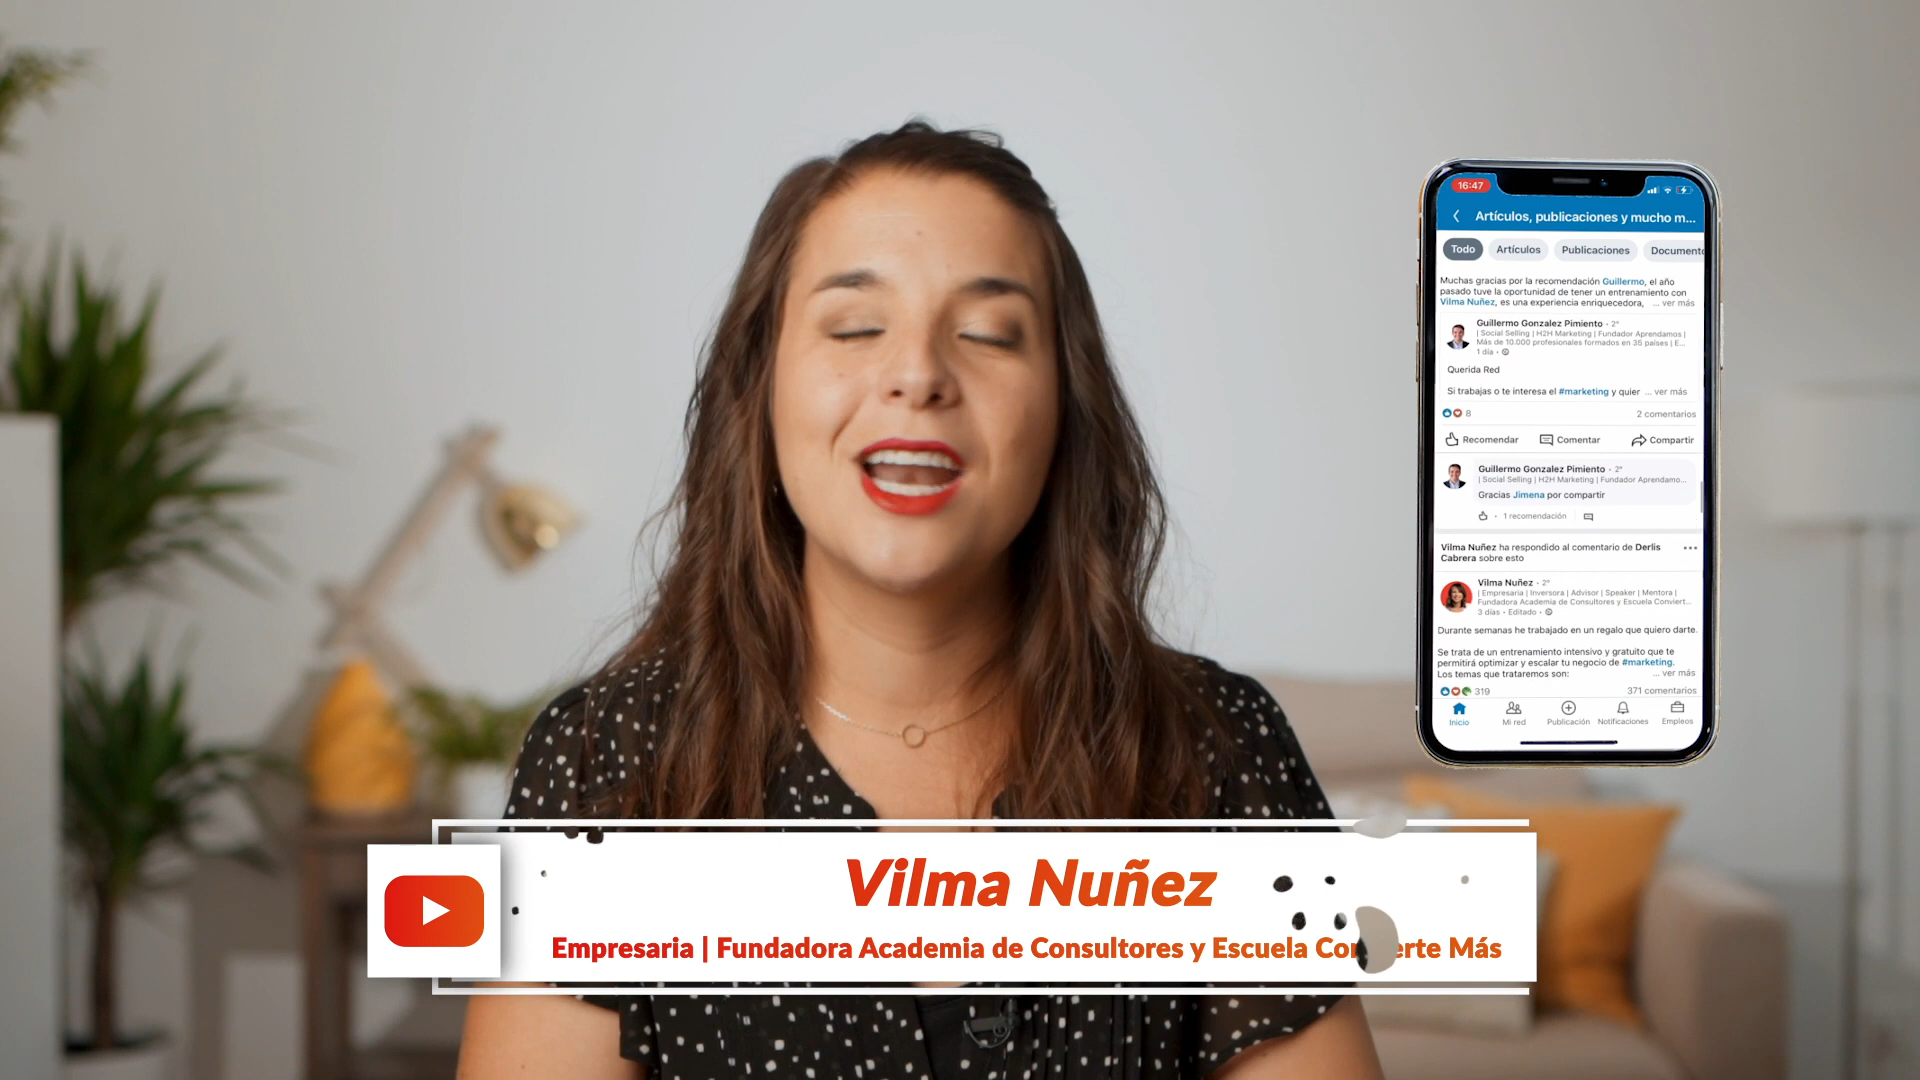 16:47
Artículos, publicaciones y mucho m...
Todo
Artículos
Publicaciones
Documento
Muchas gracias por la recomendación Guillermo, el año
pasado tuve la oportunidad de tener un entrenamiento con
Vilma Nuñez, es una experiencia enriquecedora, ... ver más
Guillermo Gonzalez Pimiento · 2°
| Social Selling | H2H Marketing | Fundador Aprendamos |
Más de 10.000 profesionales formados en 35 países | E...
1 día ·
Querida Red
Si trabajas o te interesa el #marketing y quier ... ver más
8
2 comentarios
Recomendar
Comentar
Compartir
Guillermo Gonzalez Pimiento · 2°
| Social Selling | H2H Marketing | Fundador Aprendamo...
Gracias Jimena por compartir
· 1 recomendación
Vilma Nuñez ha respondido al comentario de Derlis
Cabrera sobre esto
Vilma Nuñez · 2°
| Empresaria | Inversora | Advisor | Speaker | Mentora |
Fundadora Academia de Consultores y Escuela Conviert...
3 días · Editado ·
Durante semanas he trabajado en un regalo que quiero darte.
Se trata de un entrenamiento intensivo y gratuito que te
permitirá optimizar y escalar tu negocio de #marketing.
Los temas que trataremos son: ... ver más
319
371 comentarios
Inicio
Mi red
Publicación
Notificaciones
Empleos
Vilma Nuñez
Empresaria | Fundadora Academia de Consultores y Escuela Más